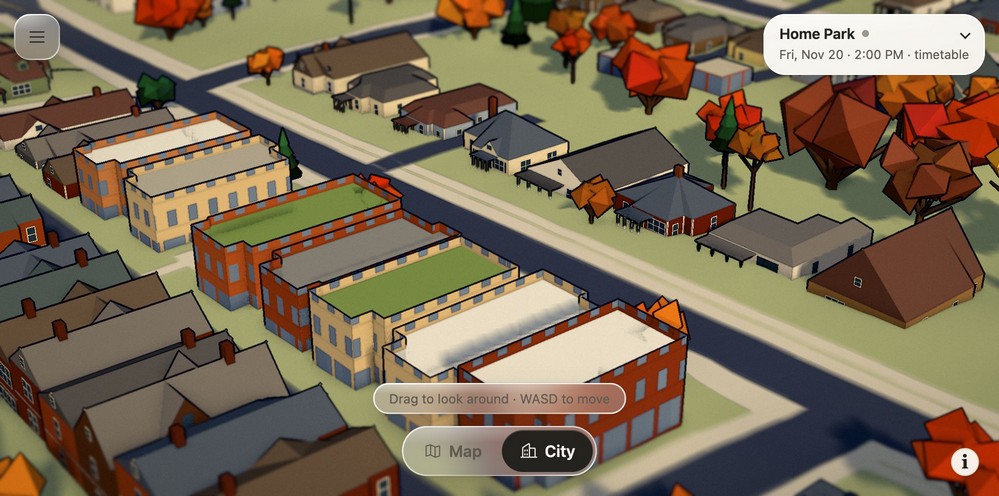 Home Park
Fri, Nov 20 · 2:00 PM · timetable
Drag to look around · WASD to move
Map
City
i